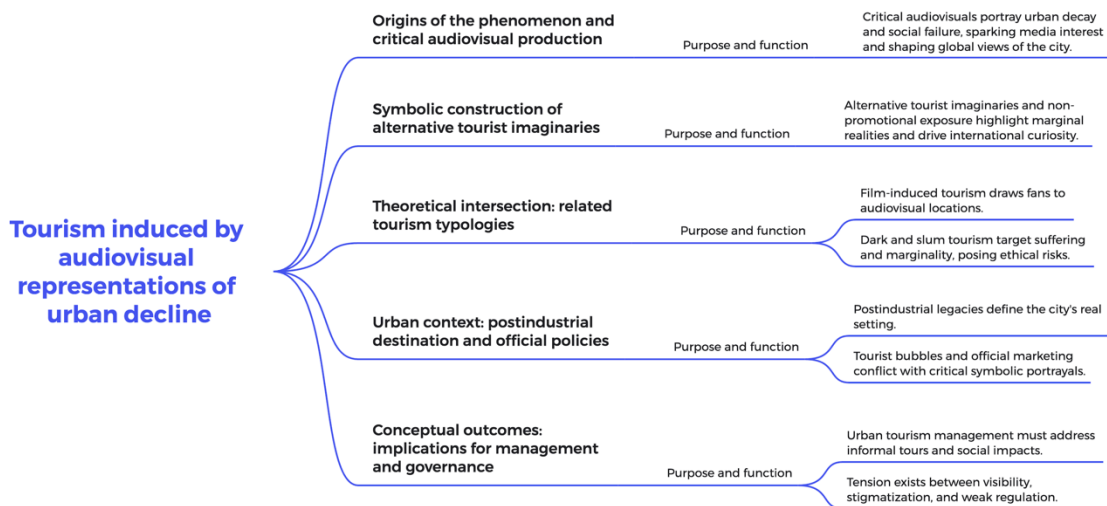 Tourism induced by
audiovisual
representations of
urban decline
Origins of the phenomenon and
critical audiovisual production
Purpose and function
Critical audiovisuals portray urban decay
and social failure, sparking media interest
and shaping global views of the city.
Symbolic construction of
alternative tourist imaginaries
Purpose and function
Alternative tourist imaginaries and non-
promotional exposure highlight marginal
realities and drive international curiosity.
Theoretical intersection: related
tourism typologies
Purpose and function
Film-induced tourism draws fans to
audiovisual locations.
Dark and slum tourism target suffering
and marginality, posing ethical risks.
Urban context: postindustrial
destination and official policies
Purpose and function
Postindustrial legacies define the city's real
setting.
Tourist bubbles and official marketing
conflict with critical symbolic portrayals.
Conceptual outcomes:
implications for management
and governance
Purpose and function
Urban tourism management must address
informal tours and social impacts.
Tension exists between visibility,
stigmatization, and weak regulation.